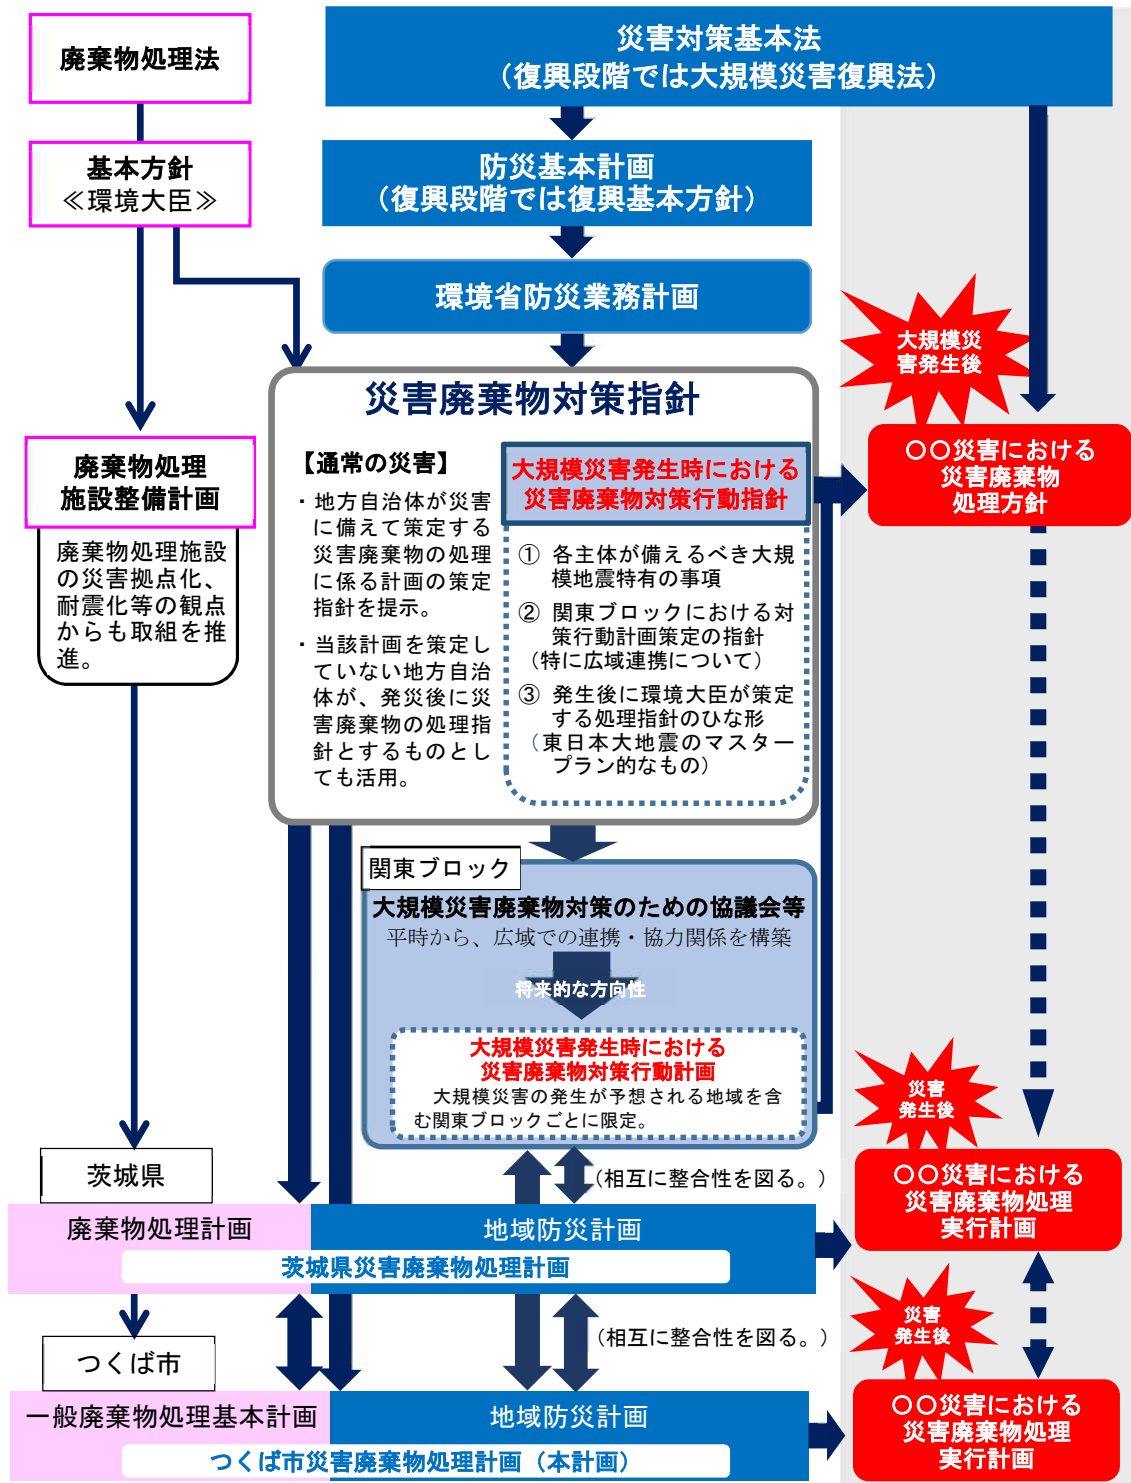 廃棄物処理法
災害対策基本法
（復興段階では大規模災害復興法）
基本方針
≪環境大臣≫
防災基本計画
（復興段階では復興基本方針）
環境省防災業務計画
大規模災
害発生後
災害廃棄物対策指針
廃棄物処理
施設整備計画
廃棄物処理施設
の災害拠点化、
耐震化等の観点
からも取組を推
進。
【通常の災害】
・地方自治体が災害
に備えて策定する
災害廃棄物の処理
に係る計画の策定
指針を提示。
・当該計画を策定し
ていない地方自治
体が、発災後に災
害廃棄物の処理指
針とするものとし
ても活用。
大規模災害発生時における
災害廃棄物対策行動指針
① 各主体が備えるべき大規
模地震特有の事項
② 関東ブロックにおける対
策行動計画策定の指針
（特に広域連携について）
③ 発生後に環境大臣が策定
する処理指針のひな形
（東日本大地震のマスター
プラン的なもの）
〇〇災害における
災害廃棄物
処理方針
関東ブロック
大規模災害廃棄物対策のための協議会等
平時から、広域での連携・協力関係を構築
将来的な方向性
大規模災害発生時における
災害廃棄物対策行動計画
大規模災害の発生が予想される地域を含
む関東ブロックごとに限定。
災害
発生後
茨城県
（相互に整合性を図る。）
〇〇災害における
災害廃棄物処理
実行計画
廃棄物処理計画
地域防災計画
茨城県災害廃棄物処理計画
災害
発生後
つくば市
（相互に整合性を図る。）
〇〇災害における
災害廃棄物処理
実行計画
一般廃棄物処理基本計画
地域防災計画
つくば市災害廃棄物処理計画（本計画）